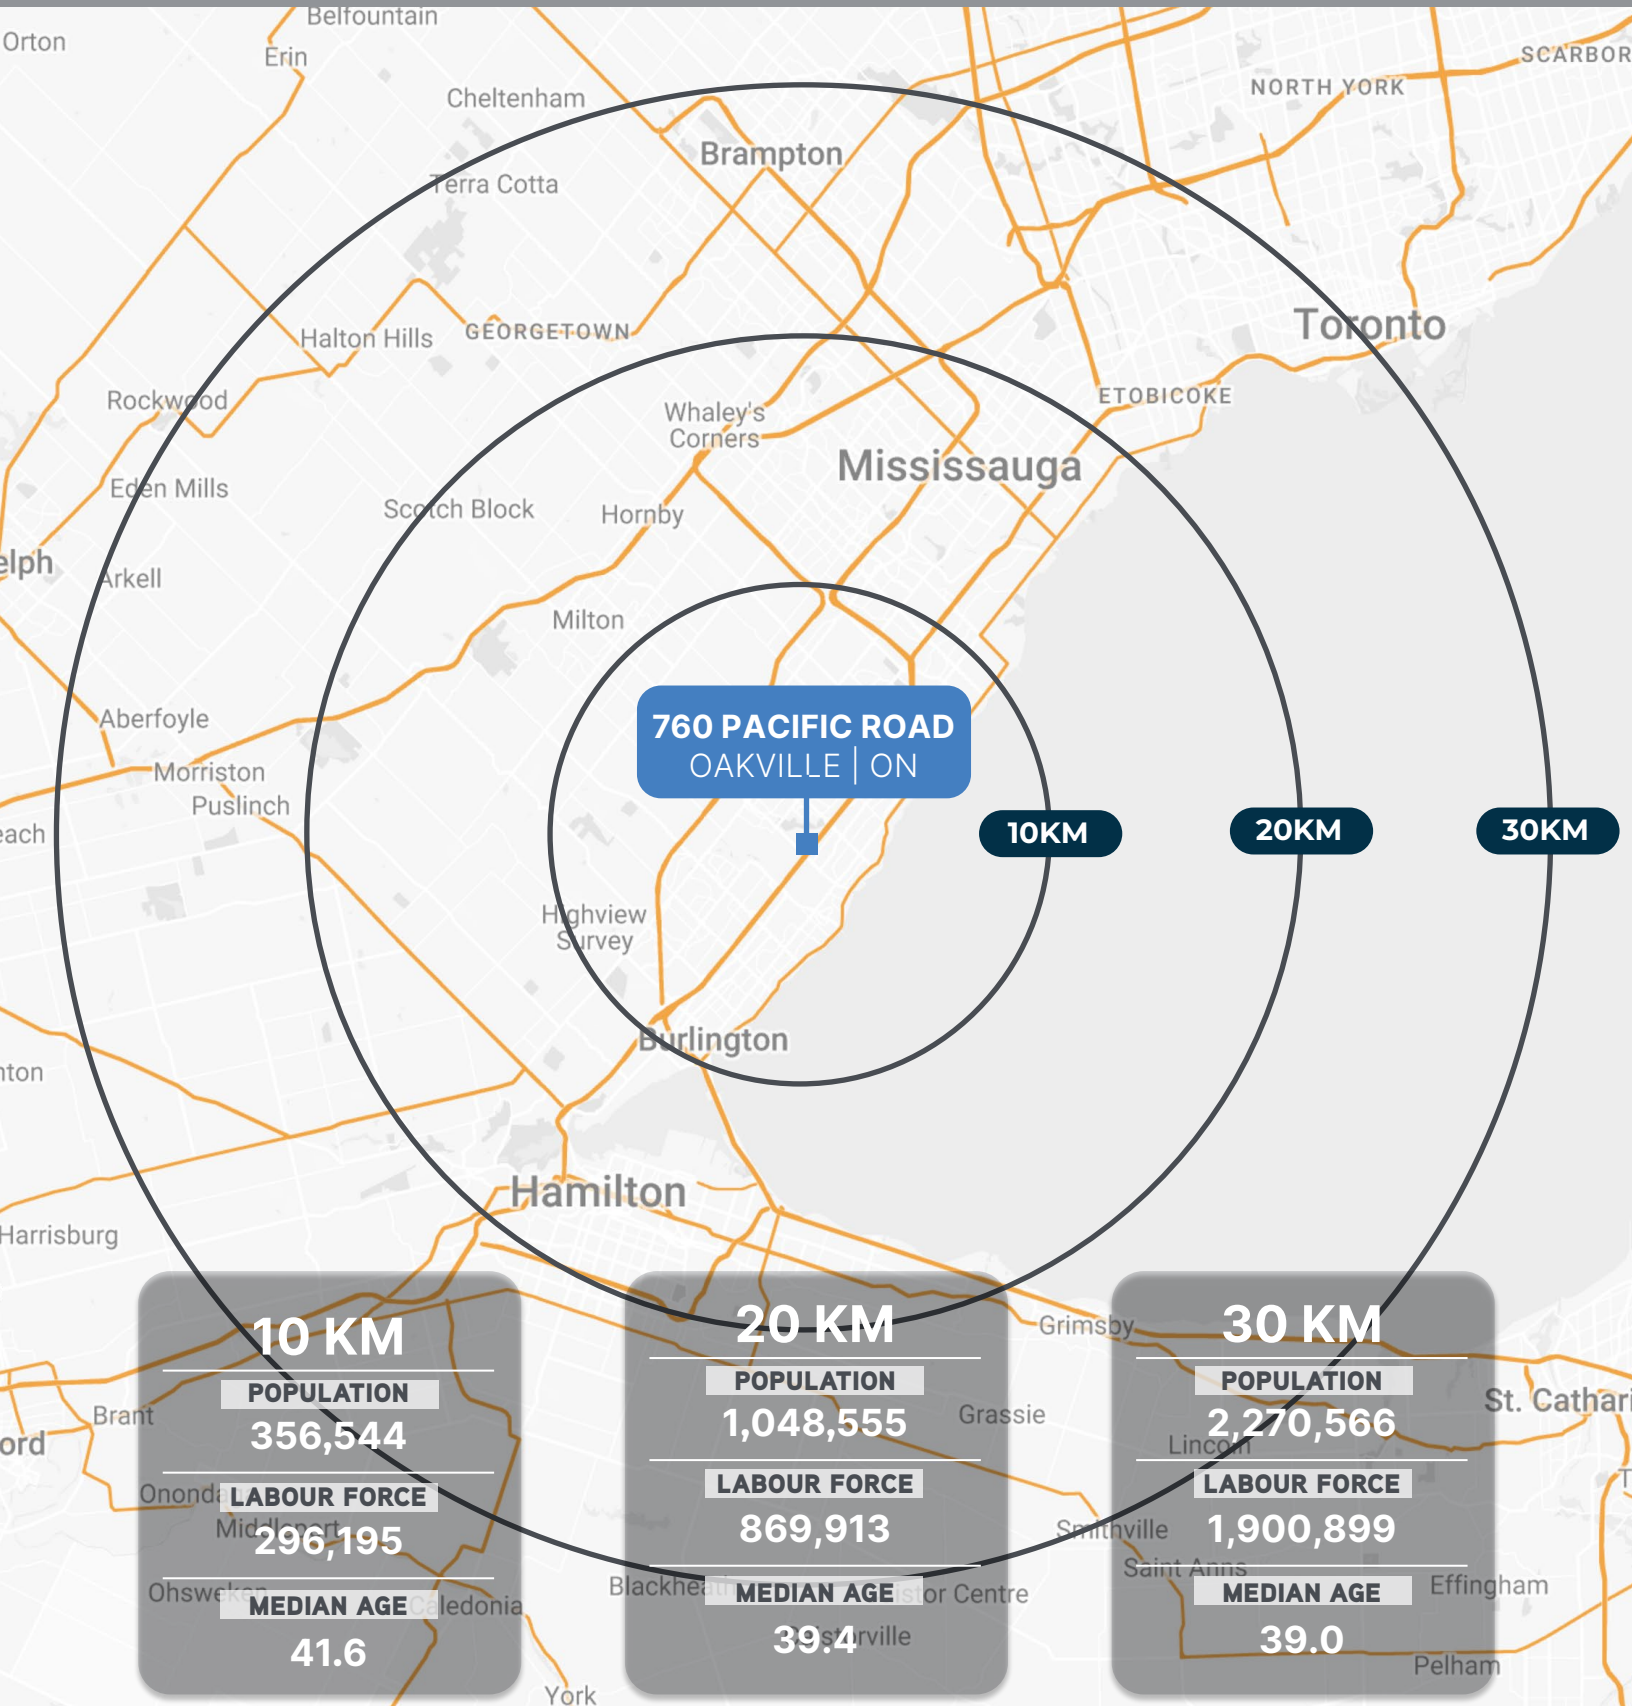 Belfountain
Orton
Erin
SCARBOR
NORTH YORK
Cheltenham
Brampton
Terra Cotta
Toronto
Halton Hills
GEORGETOWN
ETOBICOKE
Rockwood
Whaley's
Corners
Mississauga
Eden Mills
Scotch Block
Hornby
elph
Arkell
Milton
760 PACIFIC ROAD
OAKVILLE | ON
Aberfoyle
Morriston
Puslinch
each
10KM
20KM
30KM
Highview
Survey
Burlington
nton
Hamilton
Harrisburg
Grimsby
10 KM
POPULATION
356,544
LABOUR FORCE
296,195
MEDIAN AGE
41.6
20 KM
POPULATION
1,048,555
LABOUR FORCE
869,913
MEDIAN AGE
39.4
30 KM
POPULATION
2,270,566
LABOUR FORCE
1,900,899
MEDIAN AGE
39.0
Brant
ord
Grassie
St. Cathari
Lincoln
Middleport
Smithville
Saint Anns
Ohsweken
Caledonia
Effingham
Pelham
York